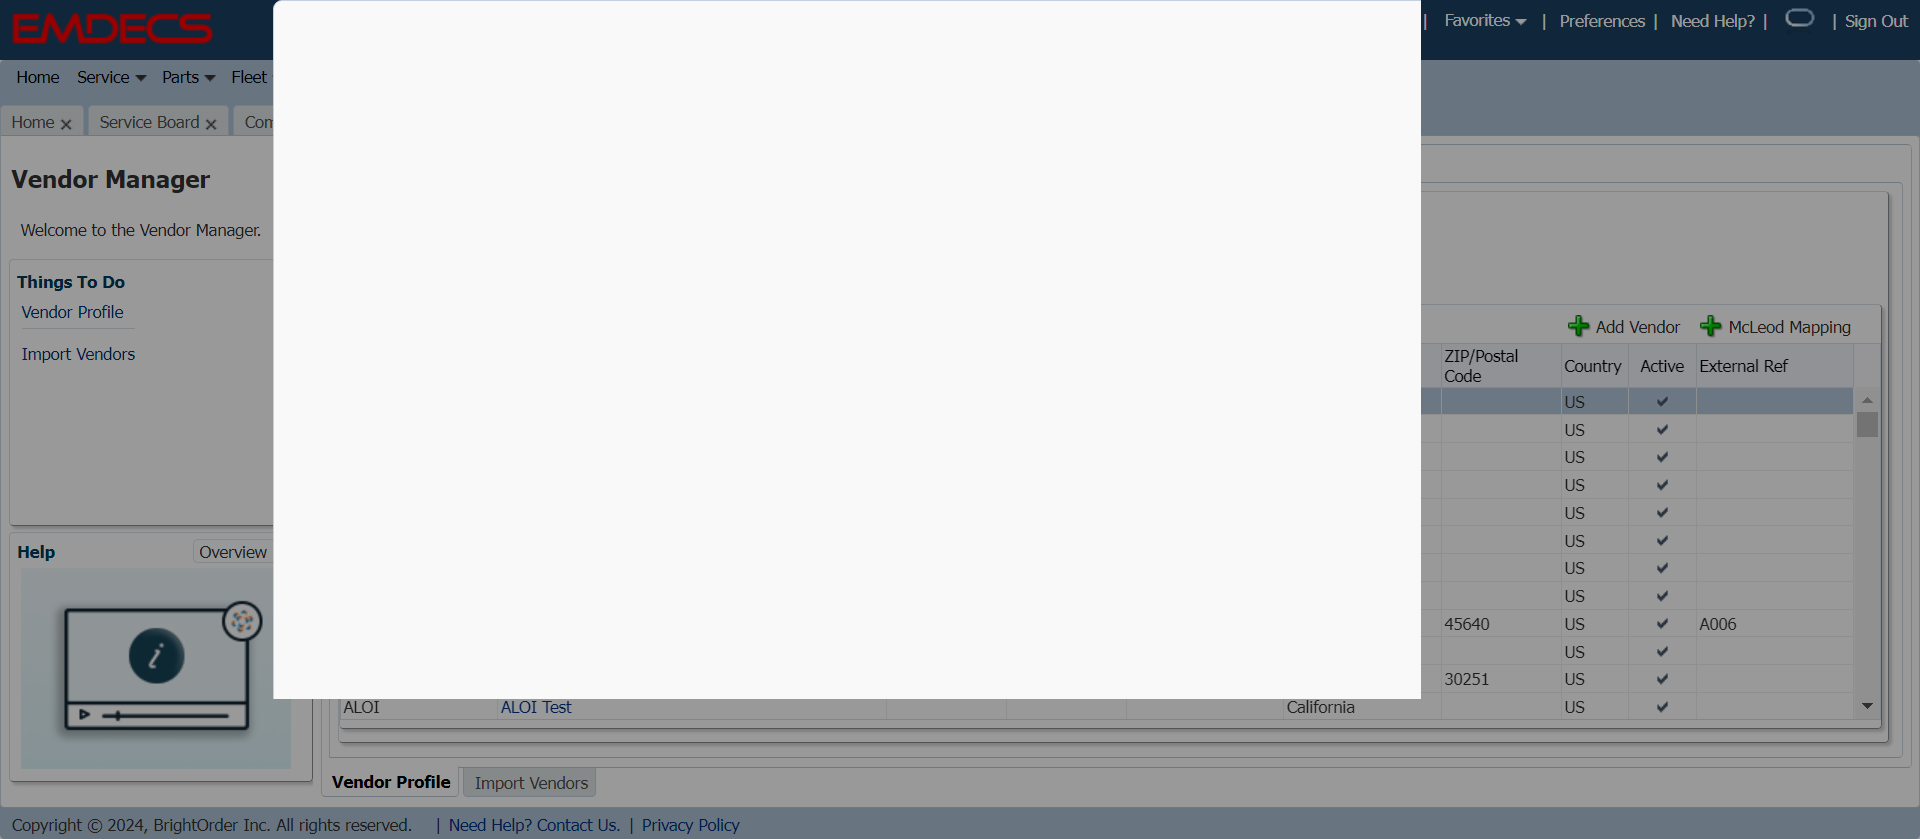 EMDECS
| Favorites | Preferences | Need Help? | | Sign Out
Home Service Parts Fleet
Home Service Board
Vendor Manager
Welcome to the Vendor Manager.
Things To Do
Vendor Profile
Import Vendors
Help Overview
Add Vendor McLeod Mapping
ZIP/Postal Code Country Active External Ref
US
US
US
US
US
US
US
US
45640 US A006
US
30251 US
ALOI ALOI Test California US
Vendor Profile Import Vendors
Copyright © 2024, BrightOrder Inc. All rights reserved. | Need Help? Contact Us. | Privacy Policy